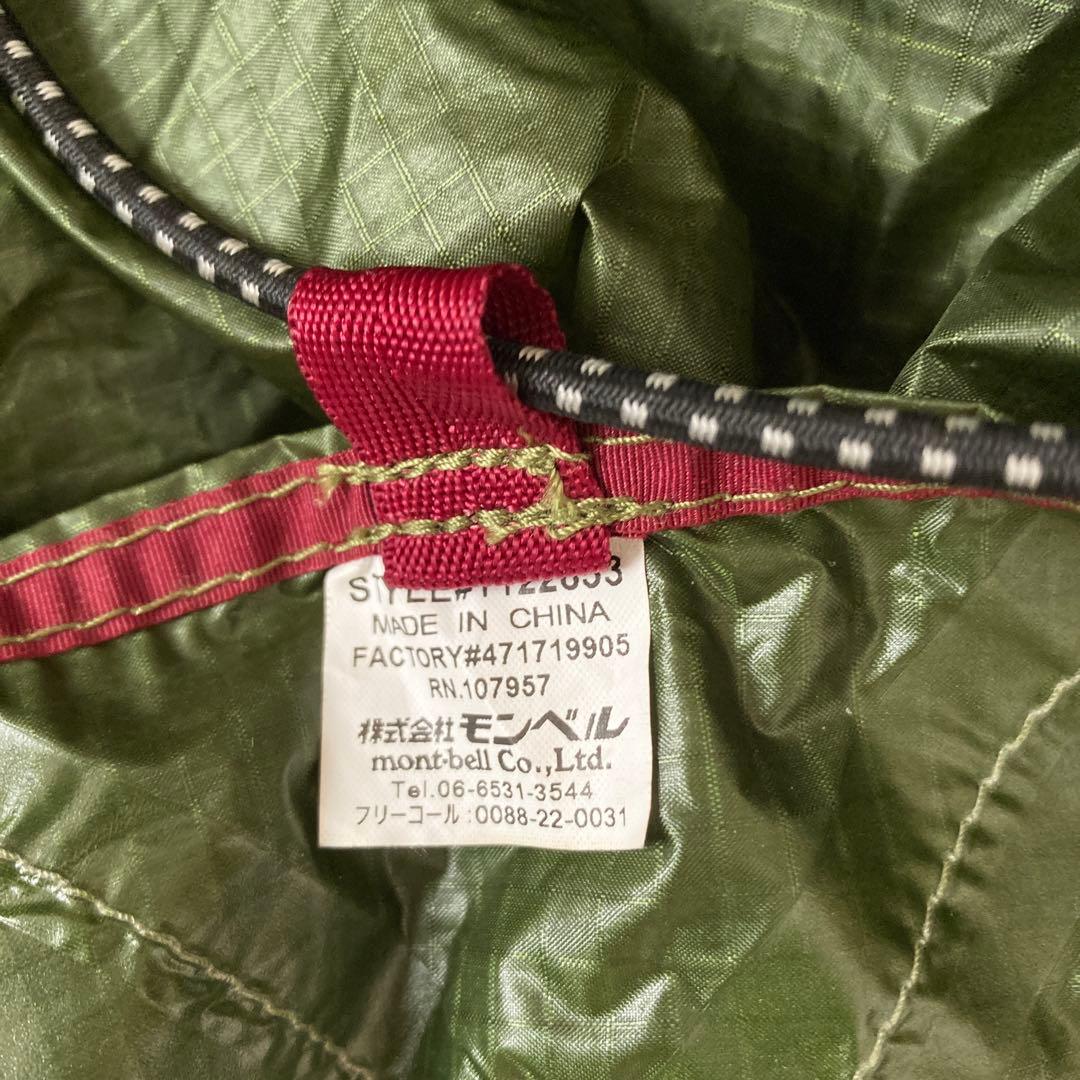 STYLE#1122653
MADE IN CHINA
FACTORY#471719905
RN.107957
株式会社モンベル
mont-bell Co.,Ltd.
Tel.06-6531-3544
フリーコール:0088-22-0031